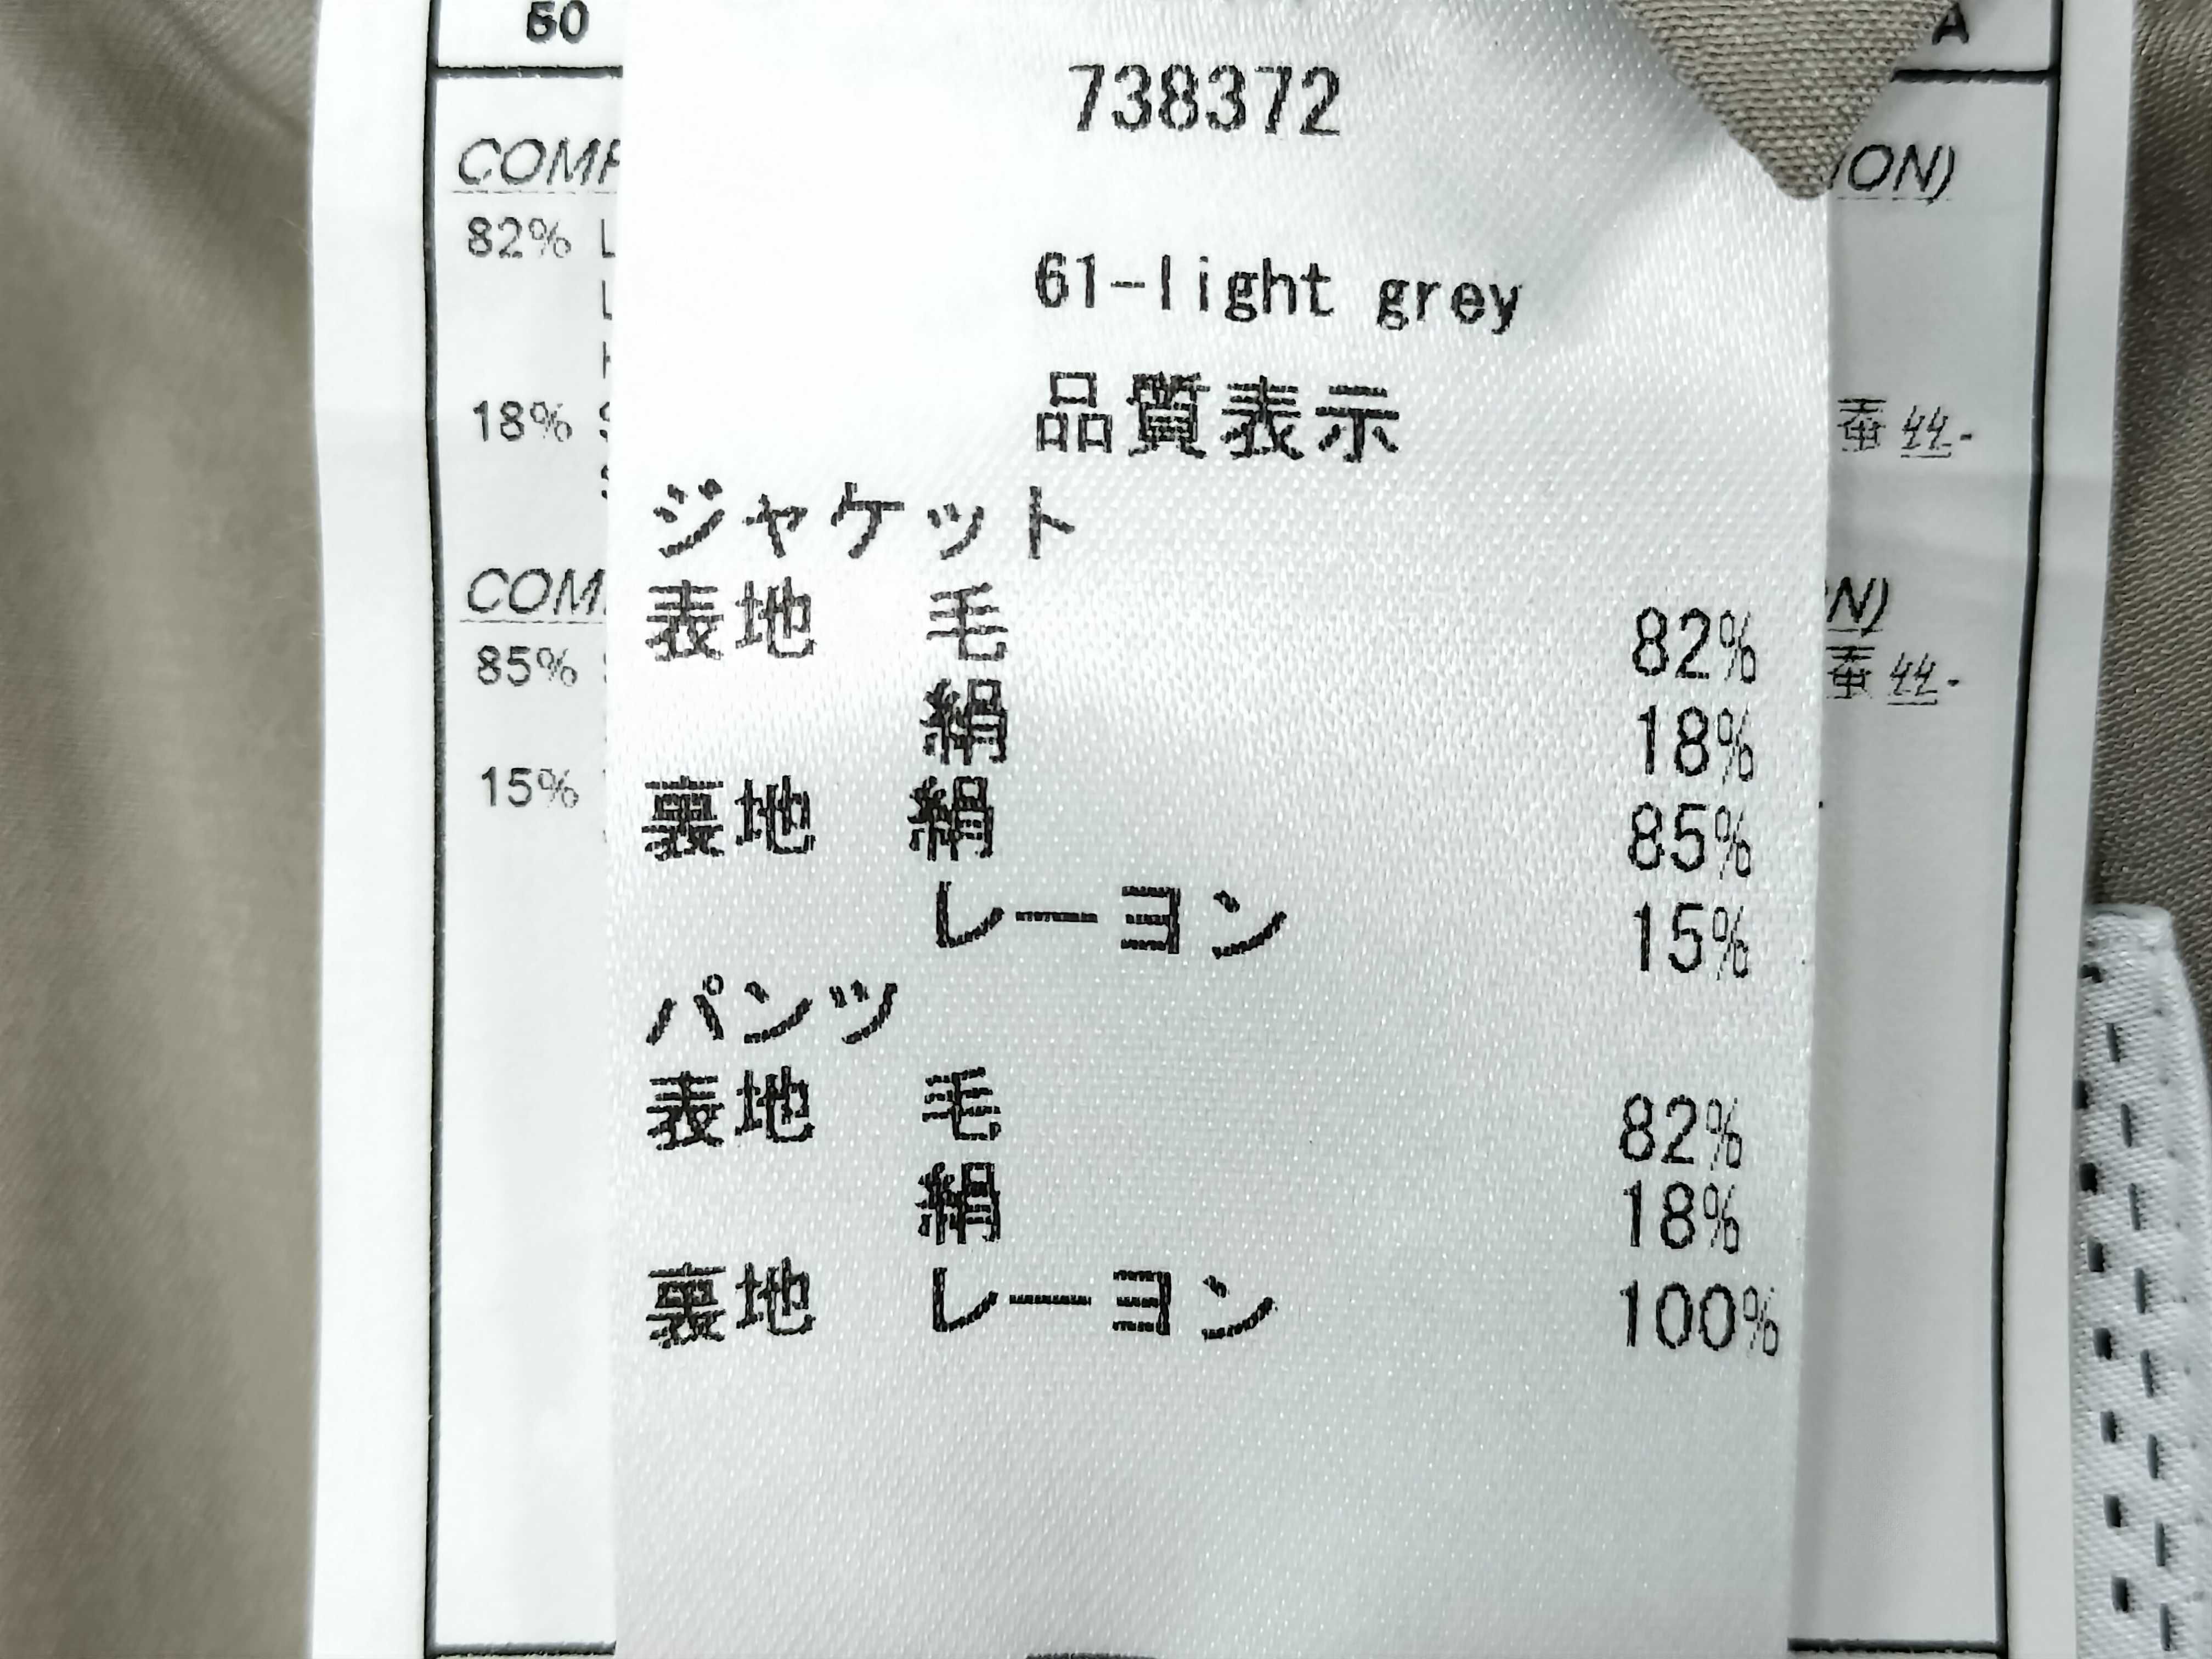 50
A
738372
COMP
ION)
82% L
61-light grey
品質表示
18%
蚕丝.
ジャケット
COM
N)
表地 毛 82%
85%
蚕丝.
絹 18%
15%
裏地 絹 85%
レーヨン 15%
パンツ
表地 毛 82%
絹 18%
裏地 レーヨン 100%